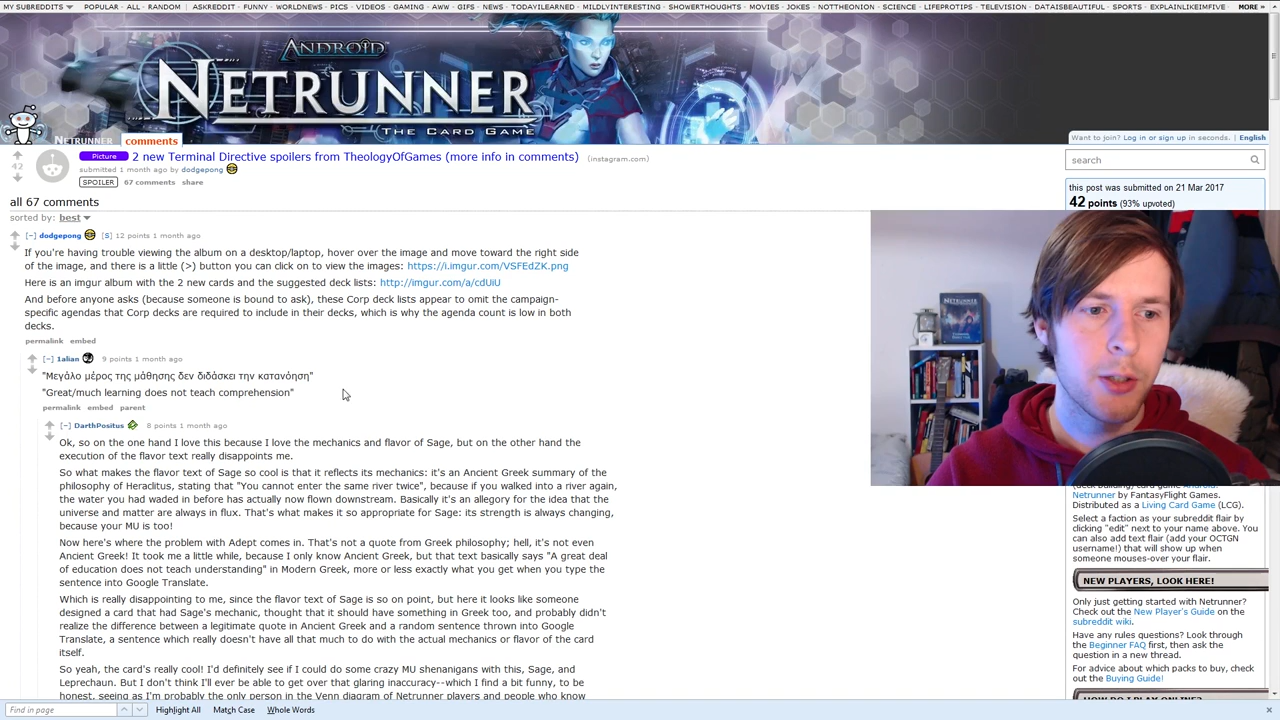 MY SUBREDDITS POPULAR - ALL - RANDOM | ASKREDDIT - FUNNY - WORLDNEWS - PICS - VIDEOS - GAMING - AWW - GIFS - NEWS - TODAYILEARNED - MILDLYINTERESTING - SHOWERTHOUGHTS - MOVIES - JOKES - NOTTHEONION - SCIENCE - LIFEPROTIPS - TELEVISION - DATAISBEAUTIFUL - SPORTS - EXPLAINLIKEIMFIVE - MORE »
ANDROID
NETRUNNER
THE CARD GAME
NETRUNNER comments
Want to join? Log in or sign up in seconds. | English
42
Picture 2 new Terminal Directive spoilers from TheologyOfGames (more info in comments) (instagram.com)
submitted 1 month ago by dodgepong
SPOILER 67 comments share
search
this post was submitted on 21 Mar 2017
42 points (93% upvoted)
all 67 comments
sorted by: best
[–] dodgepong [S] 12 points 1 month ago
If you're having trouble viewing the album on a desktop/laptop, hover over the image and move toward the right side
of the image, and there is a little (>) button you can click on to view the images: https://i.imgur.com/VSFEdZK.png
Here is an imgur album with the 2 new cards and the suggested deck lists: http://imgur.com/a/cdUiU
And before anyone asks (because someone is bound to ask), these Corp deck lists appear to omit the campaign-
specific agendas that Corp decks are required to include in their decks, which is why the agenda count is low in both
decks.
permalink embed
[–] 1alian 9 points 1 month ago
"Μεγάλο μέρος της μάθησης δεν διδάσκει την κατανόηση"
"Great/much learning does not teach comprehension"
permalink embed parent
[–] DarthPositus 8 points 1 month ago
Ok, so on the one hand I love this because I love the mechanics and flavor of Sage, but on the other hand the
execution of the flavor text really disappoints me.
So what makes the flavor text of Sage so cool is that it reflects its mechanics: it's an Ancient Greek summary of the
philosophy of Heraclitus, stating that "You cannot enter the same river twice", because if you walked into a river again,
the water you had waded in before has actually now flown downstream. Basically it's an allegory for the idea that the
universe and matter are always in flux. That's what makes it so appropriate for Sage: its strength is always changing,
because your MU is too!
Now here's where the problem with Adept comes in. That's not a quote from Greek philosophy; hell, it's not even
Ancient Greek! It took me a little while, because I only know Ancient Greek, but that text basically says "A great deal
of education does not teach understanding" in Modern Greek, more or less exactly what you get when you type the
sentence into Google Translate.
Which is really disappointing to me, since the flavor text of Sage is so on point, but here it looks like someone
designed a card that had Sage's mechanic, thought that it should have something in Greek too, and probably didn't
realize the difference between a legitimate quote in Ancient Greek and a random sentence thrown into Google
Translate, a sentence which really doesn't have all that much to do with the actual mechanics or flavor of the card
itself.
So yeah, the card's really cool! I'd definitely see if I could do some crazy MU shenanigans with this, Sage, and
Leprechaun. But I don't think I'll ever be able to get over that glaring inaccuracy--which I find a bit funny, to be
honest, seeing as I'm probably the only person in the Venn diagram of Netrunner players and people who know
NETRUNNER
(deck building) card game Android:
Netrunner by FantasyFlight Games.
Distributed as a Living Card Game (LCG).
Select a faction as your subreddit flair by
clicking "edit" next to your name above. You
can also add text flair (add your OCTGN
username!) that will show up when
someone mouses-over your flair.
NEW PLAYERS, LOOK HERE!
Only just getting started with Netrunner?
Check out the New Player's Guide on the
subreddit wiki.
Have any rules questions? Look through
the Beginner FAQ first, then ask the
question in a new thread.
For advice about which packs to buy, check
out the Buying Guide!
HOW DO I PLAY ONLINE?
Find in page Highlight All Match Case Whole Words